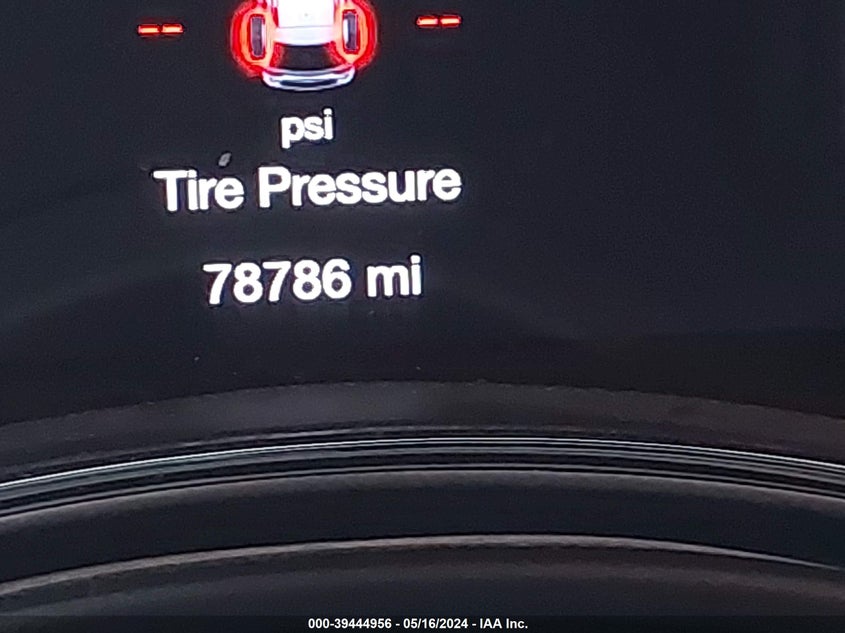 -- --
psi
Tire Pressure
78786 mi
000-39444956 - 05/16/2024 - IAA Inc.